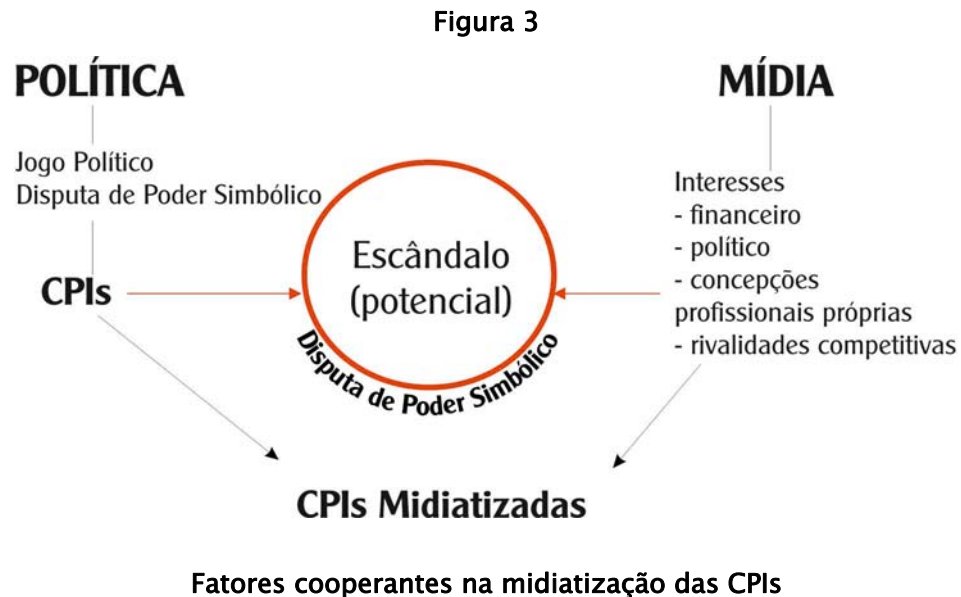 Figura 3
POLÍTICA
Jogo Político
Disputa de Poder Simbólico
CPIs
Escândalo
(potencial)
Disputa de Poder Simbólico
MÍDIA
Interesses
- financeiro
- político
- concepções
profissionais próprias
- rivalidades competitivas
CPIs Midiatizadas
Fatores cooperantes na midiatização das CPIs